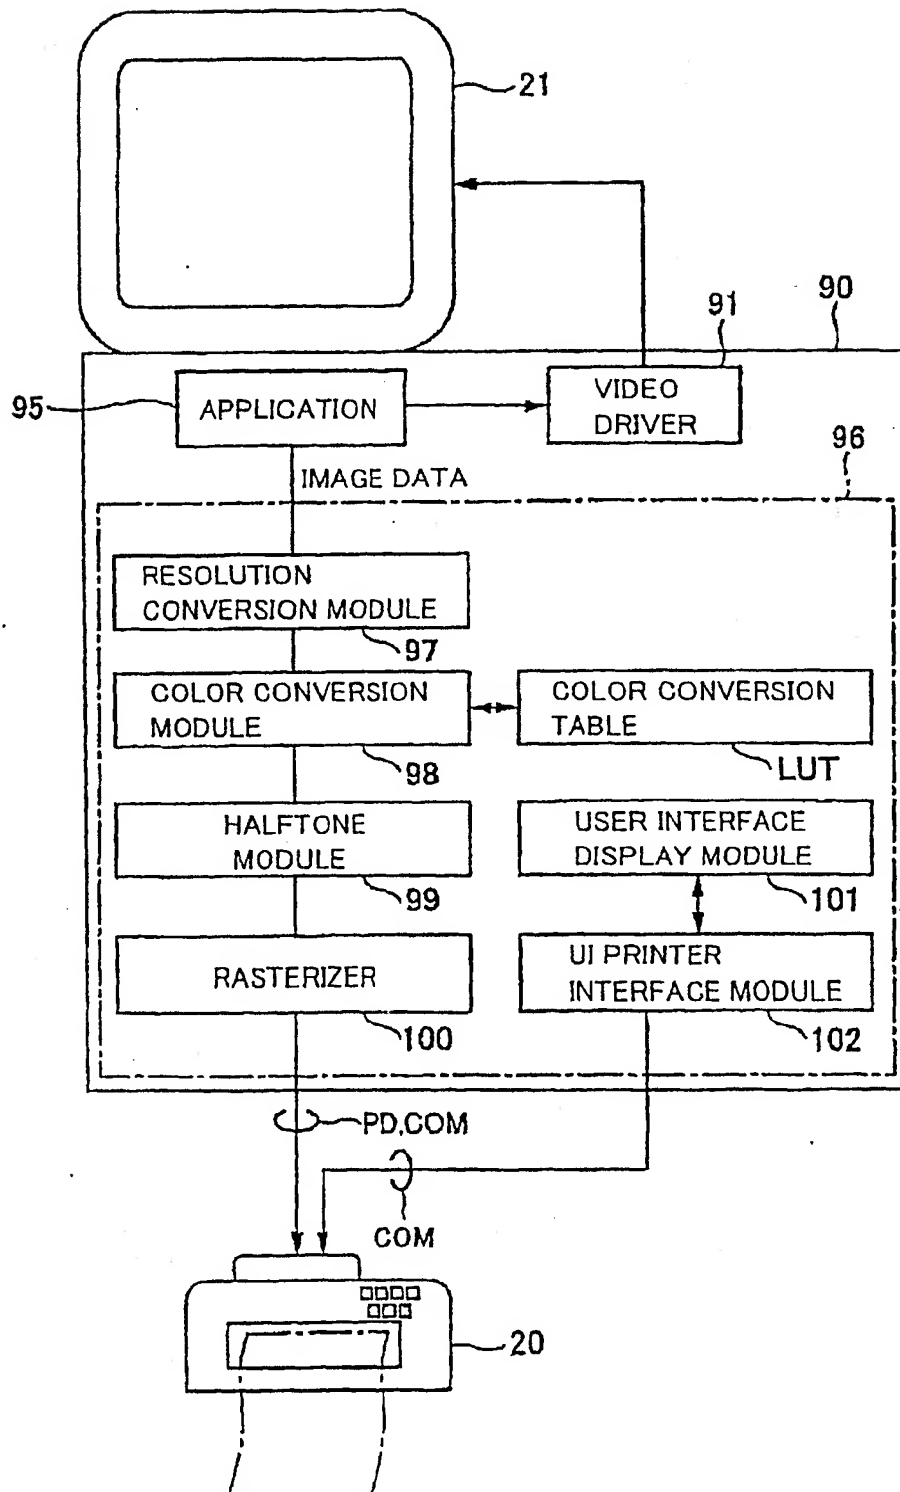 21
90
91
VIDEO
DRIVER
95
APPLICATION
96
IMAGE DATA
RESOLUTION
CONVERSION MODULE
97
COLOR CONVERSION
MODULE
98
COLOR CONVERSION
TABLE
LUT
HALFTONE
MODULE
99
USER INTERFACE
DISPLAY MODULE
101
RASTERIZER
100
UI PRINTER
INTERFACE MODULE
102
PD,COM
COM
20